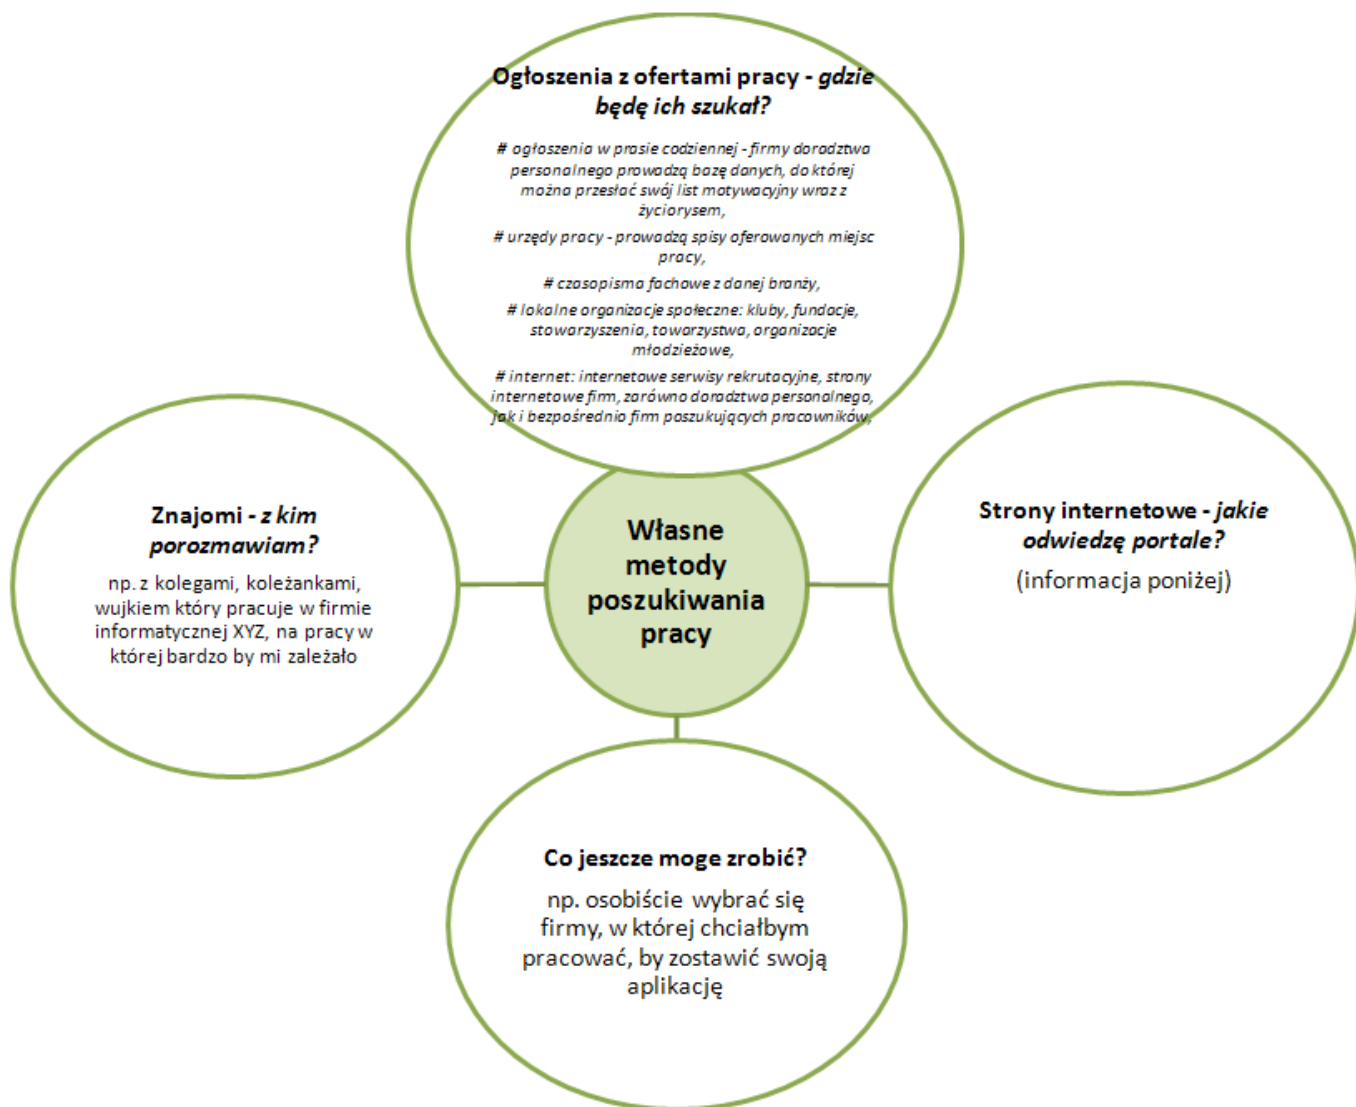 Ogłoszenia z ofertami pracy - gdzie
będę ich szukał?
# ogłoszenia w prasie codziennej - firmy doradztwa
personalnego prowadzą bazę danych, do której
można przesłać swój list motywacyjny wraz z
życiorysem,
# urzędy pracy - prowadzą spisy oferowanych miejsc
pracy,
# czasopisma fachowe z danej branży,
# lokalne organizacje społeczne: kluby, fundacje,
stowarzyszenia, towarzystwa, organizacje
młodzieżowe,
# internet: internetowe serwisy rekrutacyjne, strony
internetowe firm, zarówno doradztwa personalnego,
jak i bezpośrednio firm poszukujących pracowników,
Znajomi - z kim
porozmawiam?
np. z kolegami, koleżankami,
wujkiem który pracuje w firmie
informatycznej XYZ, na pracy w
której bardzo by mi zależało
Własne
metody
poszukiwania
pracy
Strony internetowe - jakie
odwiedzę portale?
(informacja poniżej)
Co jeszcze moge zrobić?
np. osobiście wybrać się
firmy, w której chciałbym
pracować, by zostawić swoją
aplikację